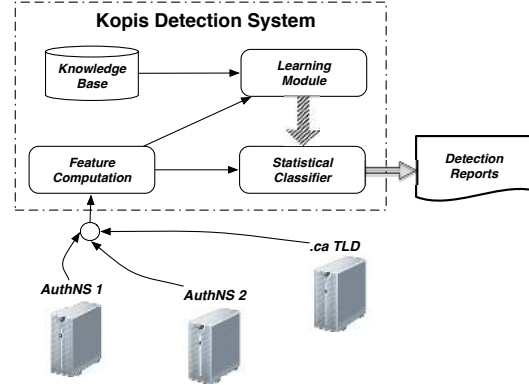 Kopis Detection System
Knowledge
Base
Learning
Module
Feature
Computation
Statistical
Classifier
Detection
Reports
.ca TLD
AuthNS 1
AuthNS 2